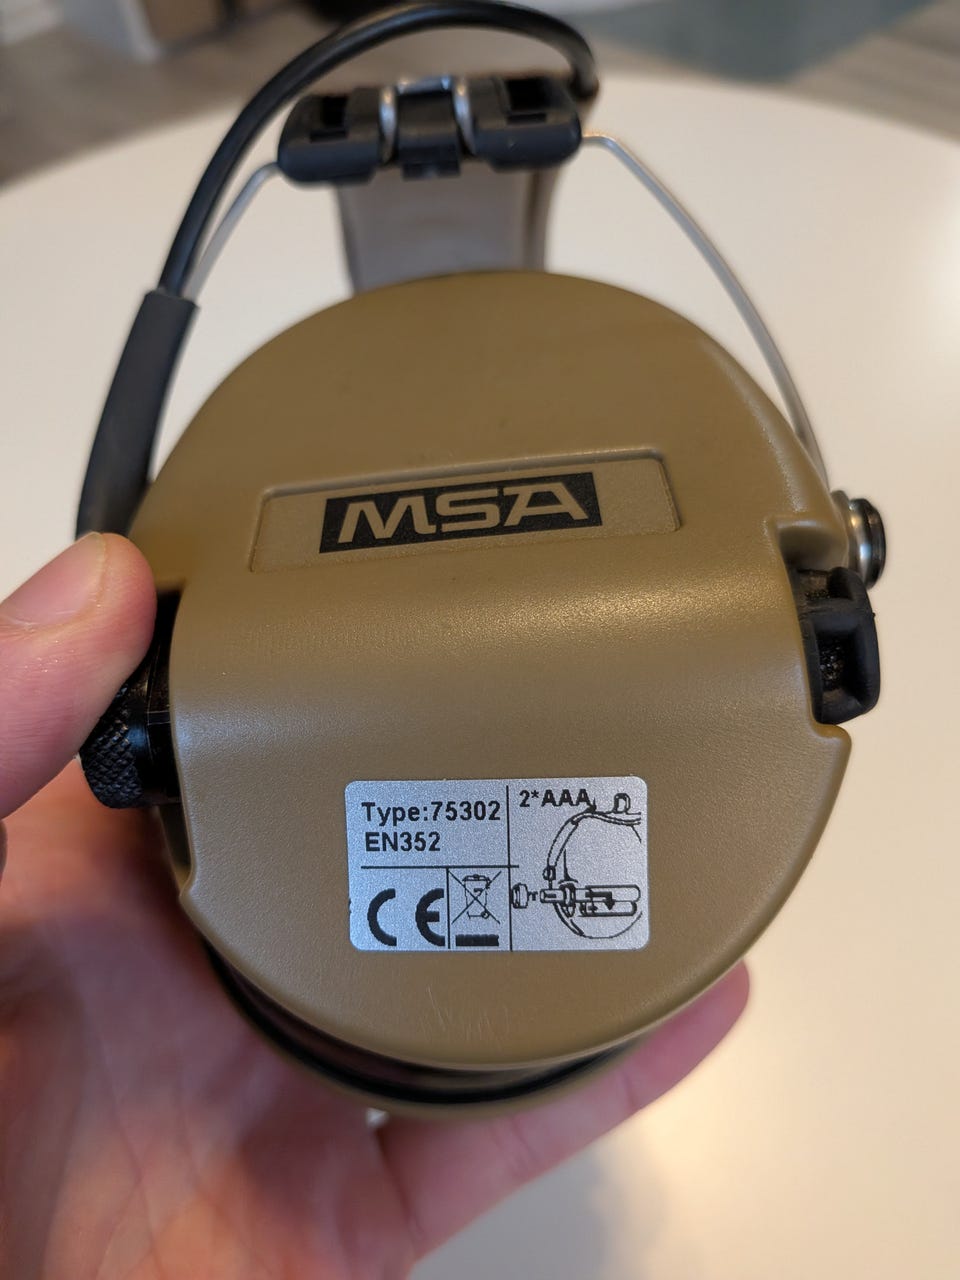 MSA
Type:75302
EN352
2*AAA
CE